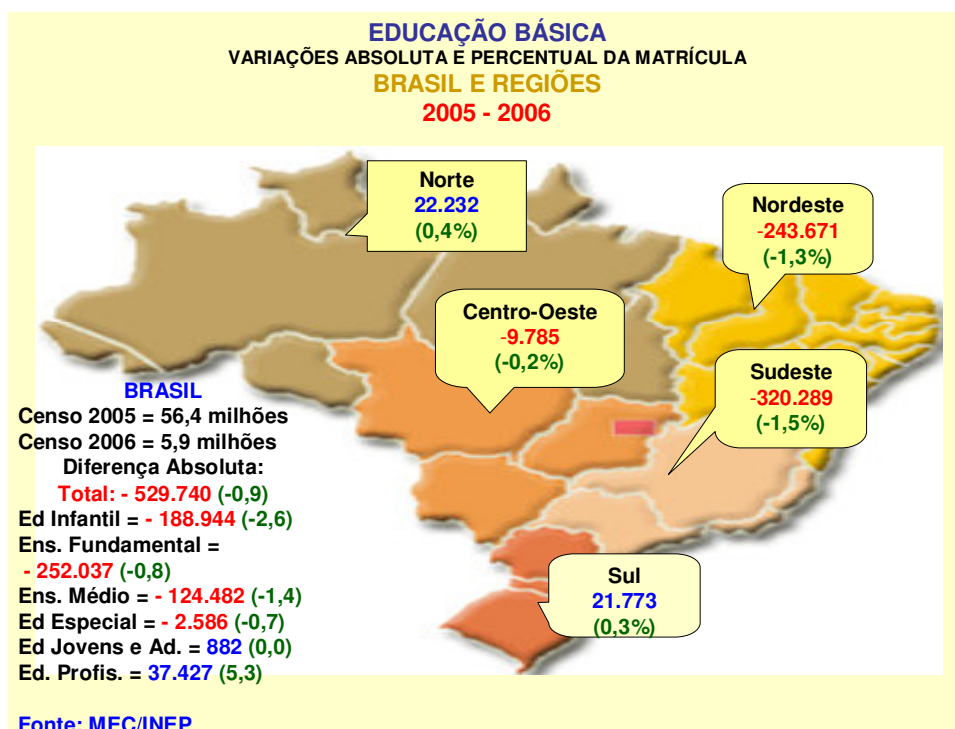 EDUCAÇÃO BÁSICA
VARIAÇÕES ABSOLUTA E PERCENTUAL DA MATRÍCULA
BRASIL E REGIÕES
2005 - 2006
Norte
22.232
(0,4%)
Nordeste
-243.671
(-1,3%)
Centro-Oeste
-9.785
(-0,2%)
Sudeste
-320.289
(-1,5%)
Sul
21.773
(0,3%)
BRASIL
Censo 2005 = 56,4 milhões
Censo 2006 = 5,9 milhões
Diferença Absoluta:
Total: - 529.740 (-0,9)
Ed Infantil = - 188.944 (-2,6)
Ens. Fundamental =
- 252.037 (-0,8)
Ens. Médio = - 124.482 (-1,4)
Ed Especial = - 2.586 (-0,7)
Ed Jovens e Ad. = 882 (0,0)
Ed. Profis. = 37.427 (5,3)
Fonte: MEC/INEP